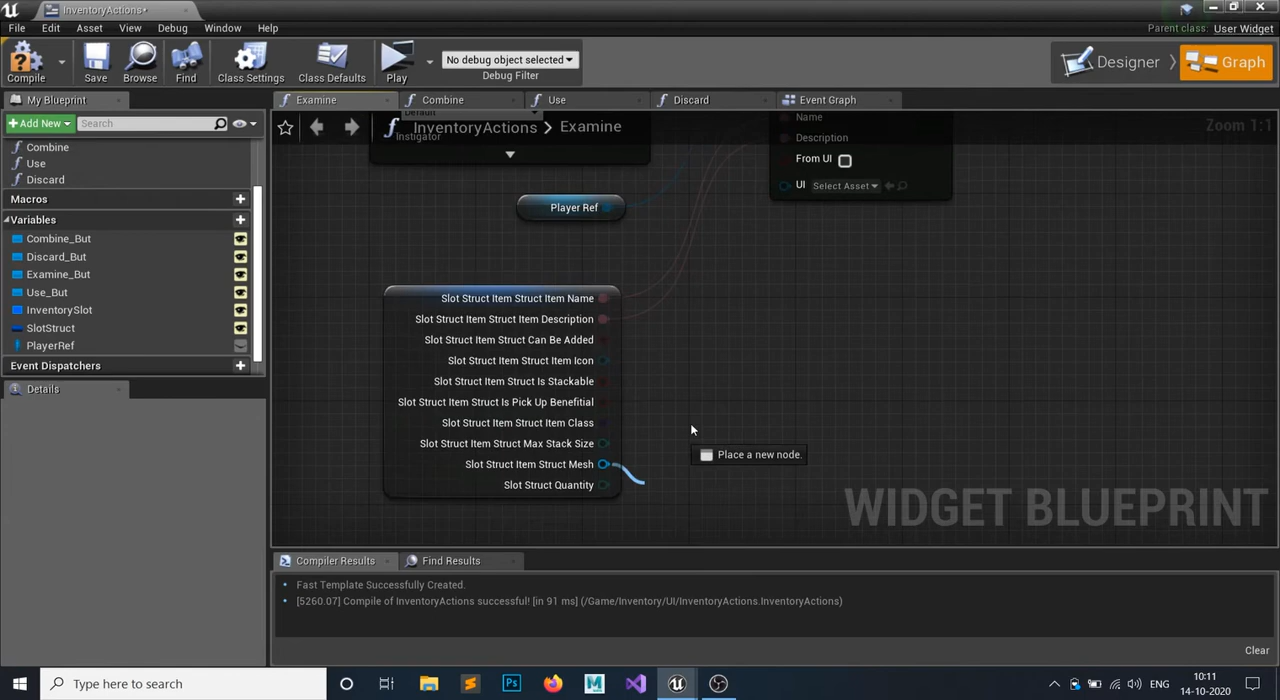 InventoryActions*
File Edit Asset View Window Help
Parent class: User Widget
Compile Save Browse Find Class Settings Class Defaults Play
No debug object selected
Debug Filter
Designer Graph
My Blueprint
Examine Combine Use Discard Event Graph
Add New Search
InventoryActions > Examine
Zoom 1:1
Combine
Use
Discard
Macros
Variables
Combine_But
Discard_But
Examine_But
Use_But
InventorySlot
SlotStruct
PlayerRef
Event Dispatchers
Details
Default
Instigator
Name
Description
From UI
UI Select Asset
Player Ref
Slot Struct Item Struct Item Name
Slot Struct Item Struct Item Description
Slot Struct Item Struct Can Be Added
Slot Struct Item Struct Item Icon
Slot Struct Item Struct Is Stackable
Slot Struct Item Struct Is Pick Up Benefitial
Slot Struct Item Struct Item Class
Slot Struct Item Struct Max Stack Size
Slot Struct Item Struct Mesh
Slot Struct Quantity
Place a new node.
WIDGET BLUEPRINT
Compiler Results Find Results
Fast Template Successfully Created.
[5260.07] Compile of InventoryActions successful! [in 91 ms] (/Game/Inventory/UI/InventoryActions.InventoryActions)
Clear
Type here to search
ENG
10:11
14-10-2020